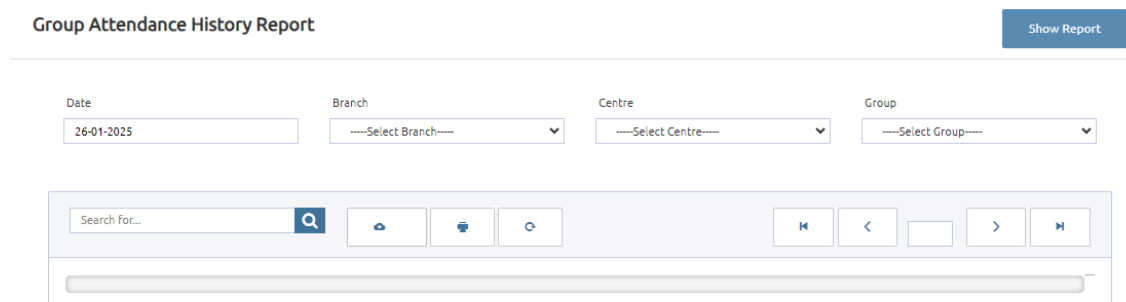 Group Attendance History Report
Show Report
Date
Branch
Centre
Group
26-01-2025
-----Select Branch-----
-----Select Centre-----
-----Select Group-----
Search for...